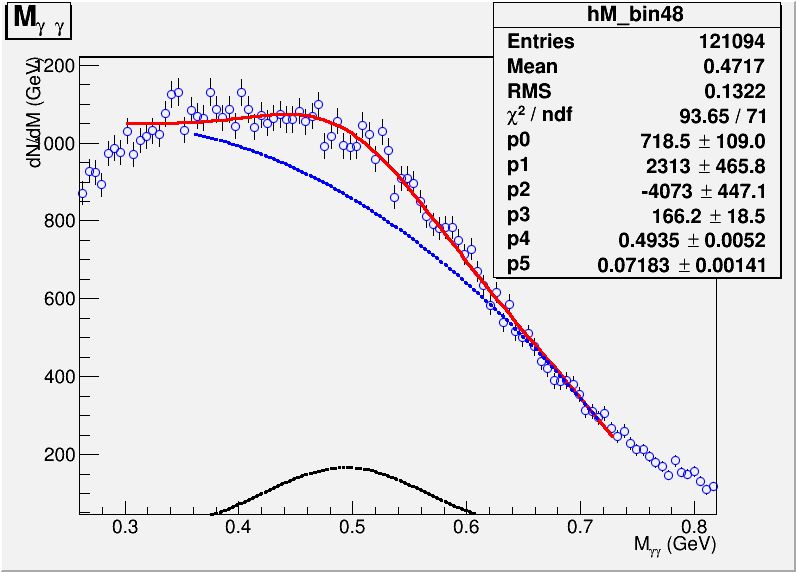 M γ γ
hM_bin48
Entries 121094
Mean 0.4717
RMS 0.1322
χ² / ndf 93.65 / 71
p0 718.5 ± 109.0
p1 2313 ± 465.8
p2 -4073 ± 447.1
p3 166.2 ± 18.5
p4 0.4935 ± 0.0052
p5 0.07183 ± 0.00141
dN/dM (GeV)
1200
1000
800
600
400
200
0.3 0.4 0.5 0.6 0.7 0.8
M γγ (GeV)